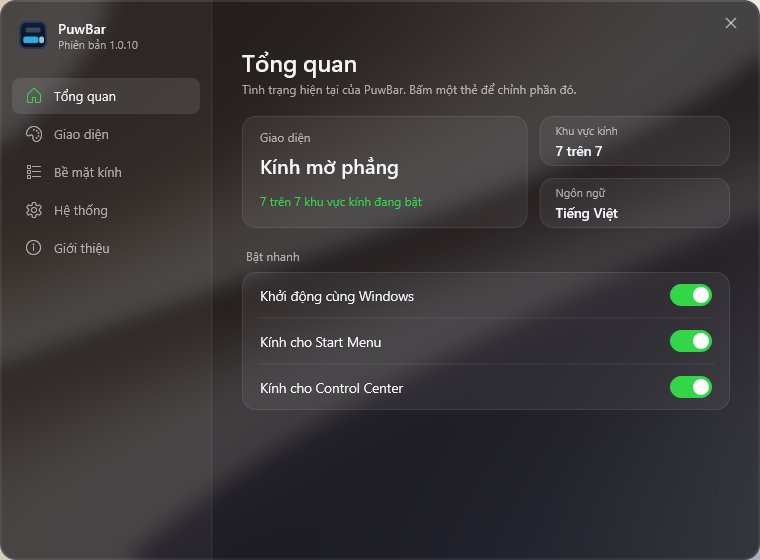 PuwBar
Phiên bản 1.0.10
Tổng quan
Giao diện
Bề mặt kính
Hệ thống
Giới thiệu
Tổng quan
Tình trạng hiện tại của PuwBar. Bấm một thẻ để chỉnh phần đó.
Giao diện
Kính mờ phẳng
7 trên 7 khu vực kính đang bật
Khu vực kính
7 trên 7
Ngôn ngữ
Tiếng Việt
Bật nhanh
Khởi động cùng Windows
Kính cho Start Menu
Kính cho Control Center